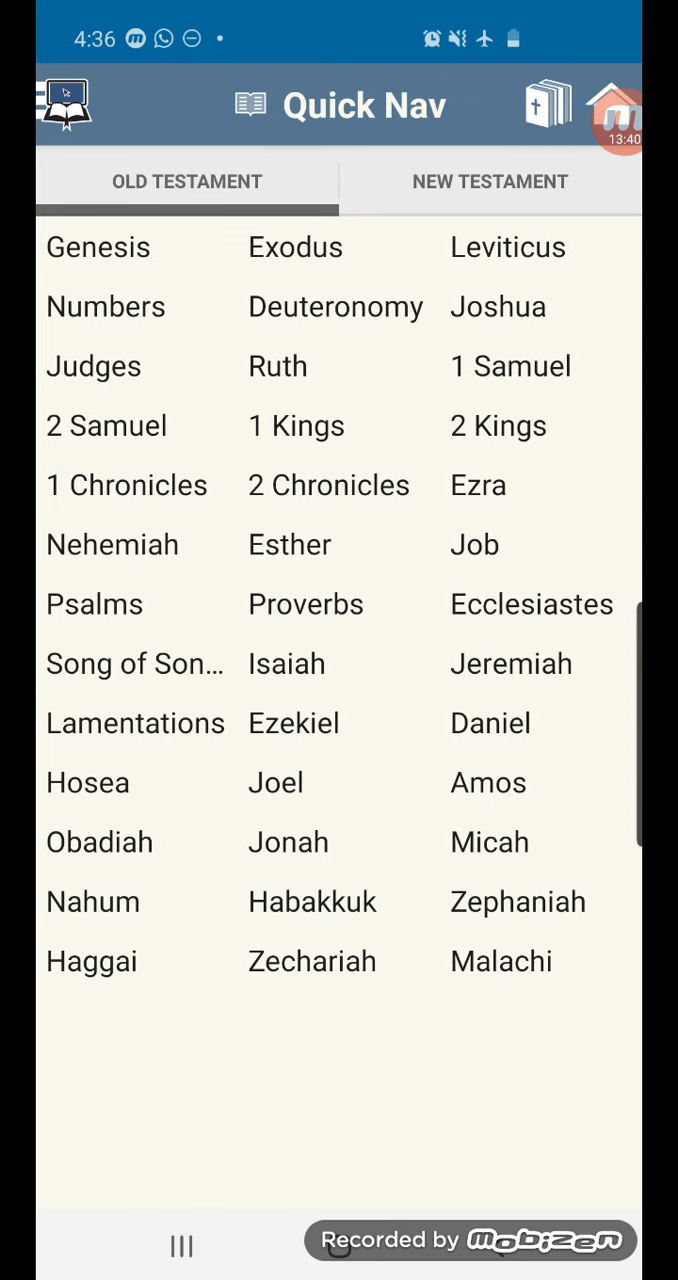 4:36
Quick Nav
13:40
OLD TESTAMENT NEW TESTAMENT
Genesis Exodus Leviticus
Numbers Deuteronomy Joshua
Judges Ruth 1 Samuel
2 Samuel 1 Kings 2 Kings
1 Chronicles 2 Chronicles Ezra
Nehemiah Esther Job
Psalms Proverbs Ecclesiastes
Song of Son... Isaiah Jeremiah
Lamentations Ezekiel Daniel
Hosea Joel Amos
Obadiah Jonah Micah
Nahum Habakkuk Zephaniah
Haggai Zechariah Malachi
Recorded by mobizen